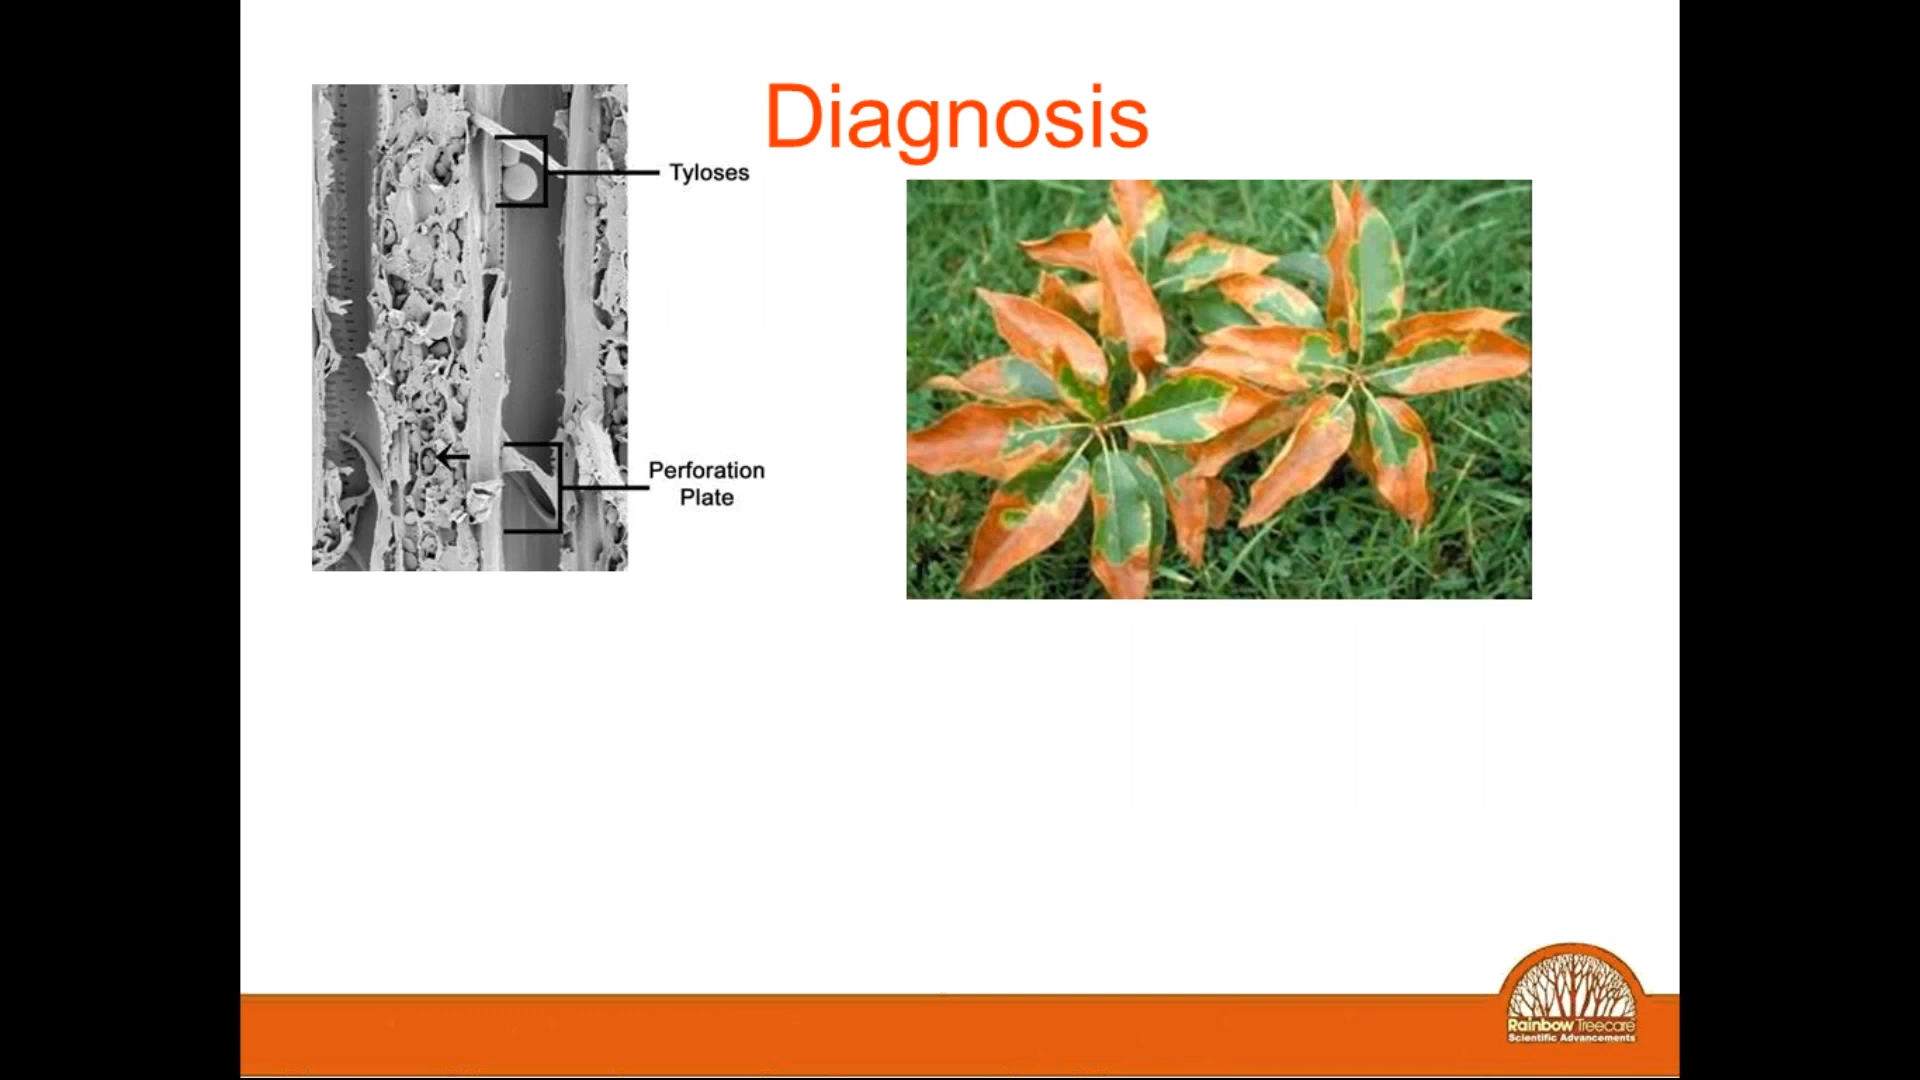 Diagnosis
Tyloses
Perforation
Plate
Rainbow Treecare
Scientific Advancements